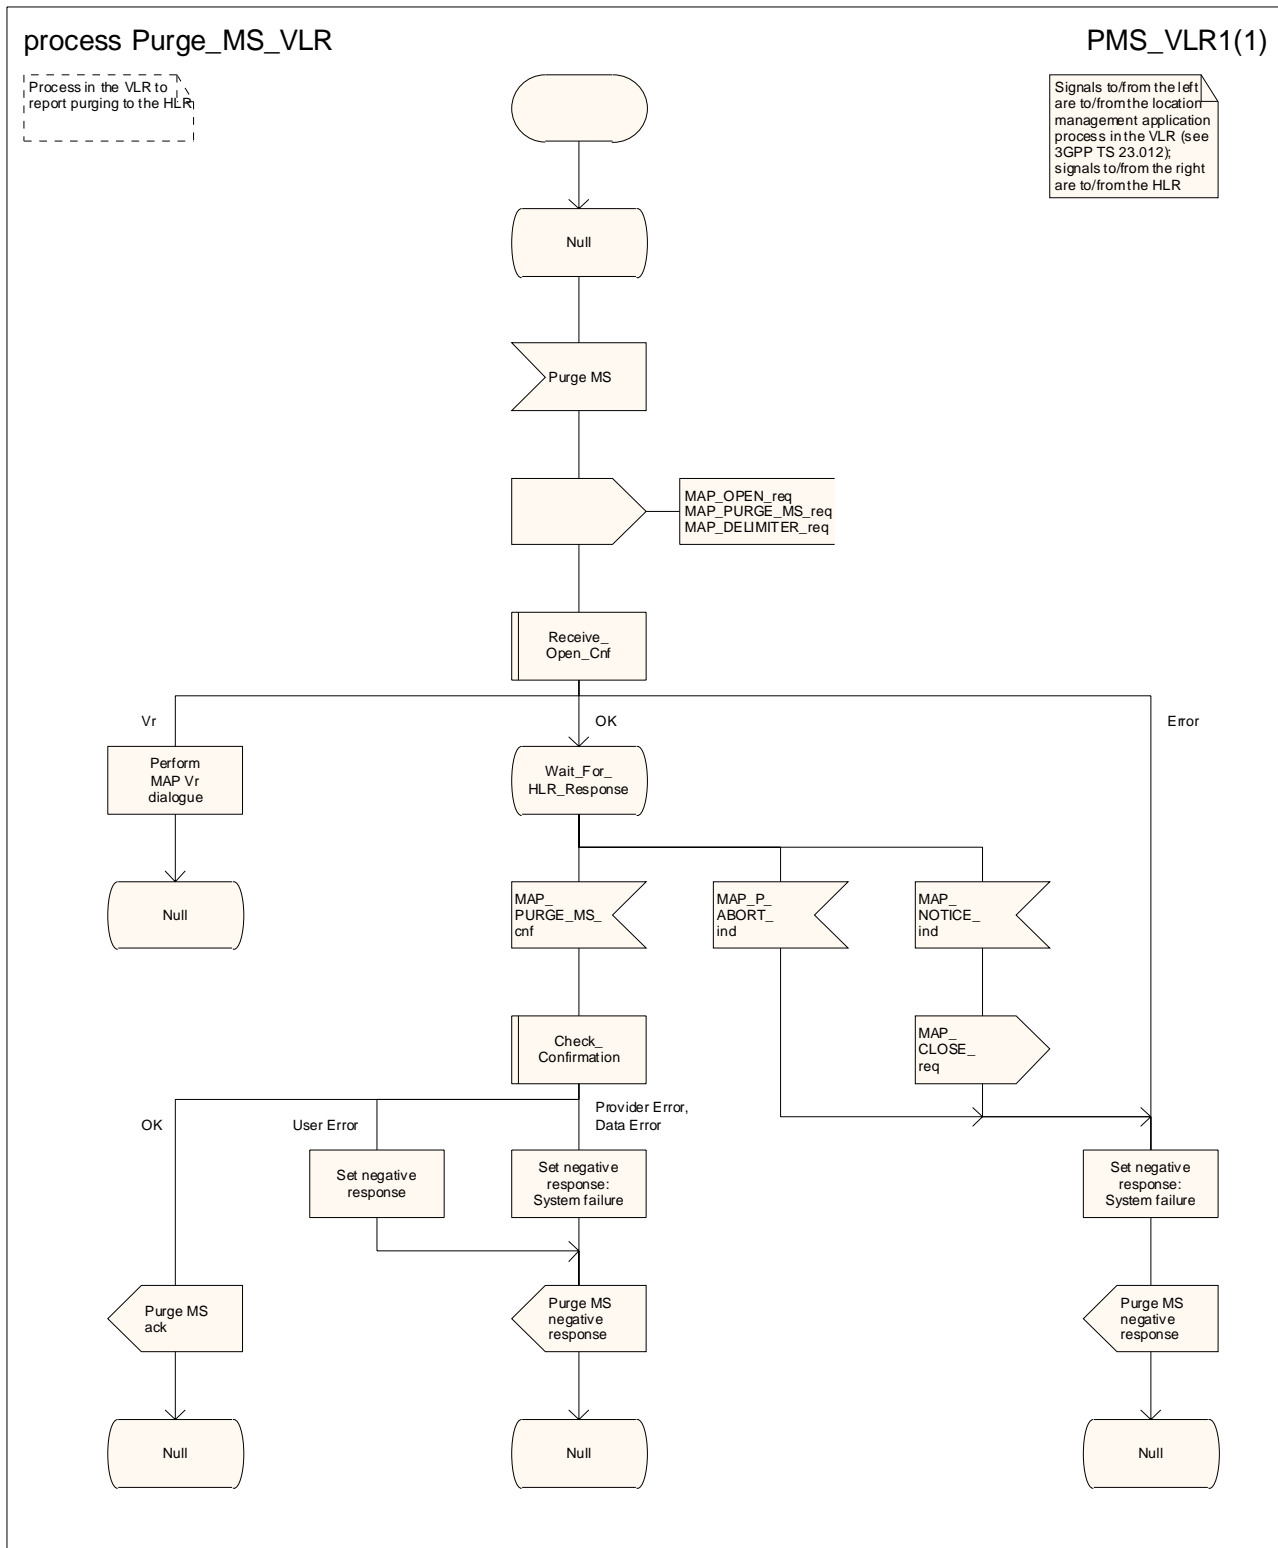 process Purge_MS_VLR
PMS_VLR1(1)
Process in the VLR to
report purging to the HLR
Signals to/from the left
are to/from the location
management application
process in the VLR (see
3GPP TS 23.012);
signals to/from the right
are to/from the HLR
Null
Purge MS
MAP_OPEN_req
MAP_PURGE_MS_req
MAP_DELIMITER_req
Receive_
Open_Cnf
Vr
OK
Error
Perform
MAP Vr
dialogue
Wait_For_
HLR_Response
Null
MAP_
PURGE_MS_
cnf
MAP_P_
ABORT_
ind
MAP_
NOTICE_
ind
Check_
Confirmation
MAP_
CLOSE_
req
OK
User Error
Provider Error,
Data Error
Set negative
response
Set negative
response:
System failure
Set negative
response:
System failure
Purge MS
ack
Purge MS
negative
response
Purge MS
negative
response
Null
Null
Null